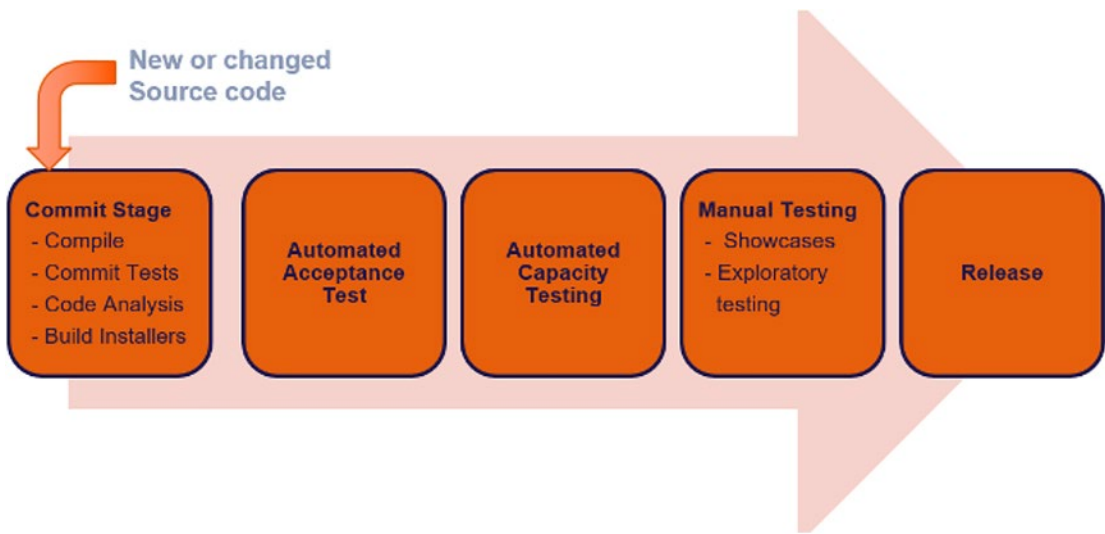 New or changed
Source code
Commit Stage
- Compile
- Commit Tests
- Code Analysis
- Build Installers
Automated
Acceptance
Test
Automated
Capacity
Testing
Manual Testing
- Showcases
- Exploratory
testing
Release